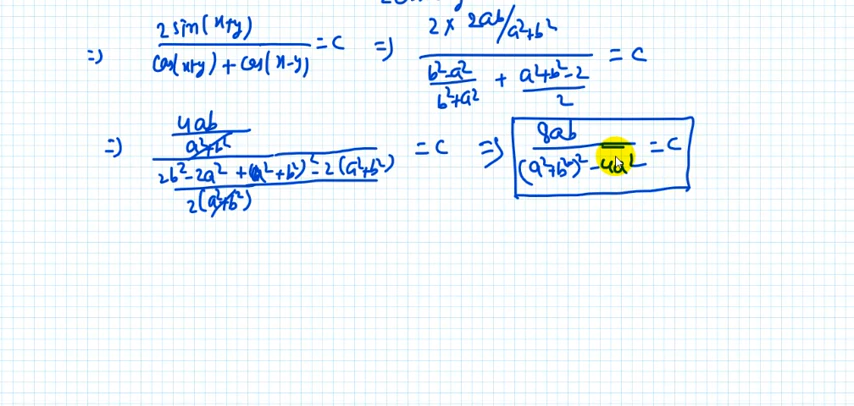 ⇒ 2 sin(x+y) / (cos(x+y) + cos(x-y)) = c ⇒ (2 × 2ab/a²+b²) / ((b²-a²)/(b²+a²) + (a²+b²-2)/2) = c
⇒ (4ab / (a²+b²)) / ((2b²-2a² + (a²+b²)² - 2(a²+b²)) / 2(a²+b²)) = c ⇒ 8ab / ((a²+b²)² - 4a²) = c